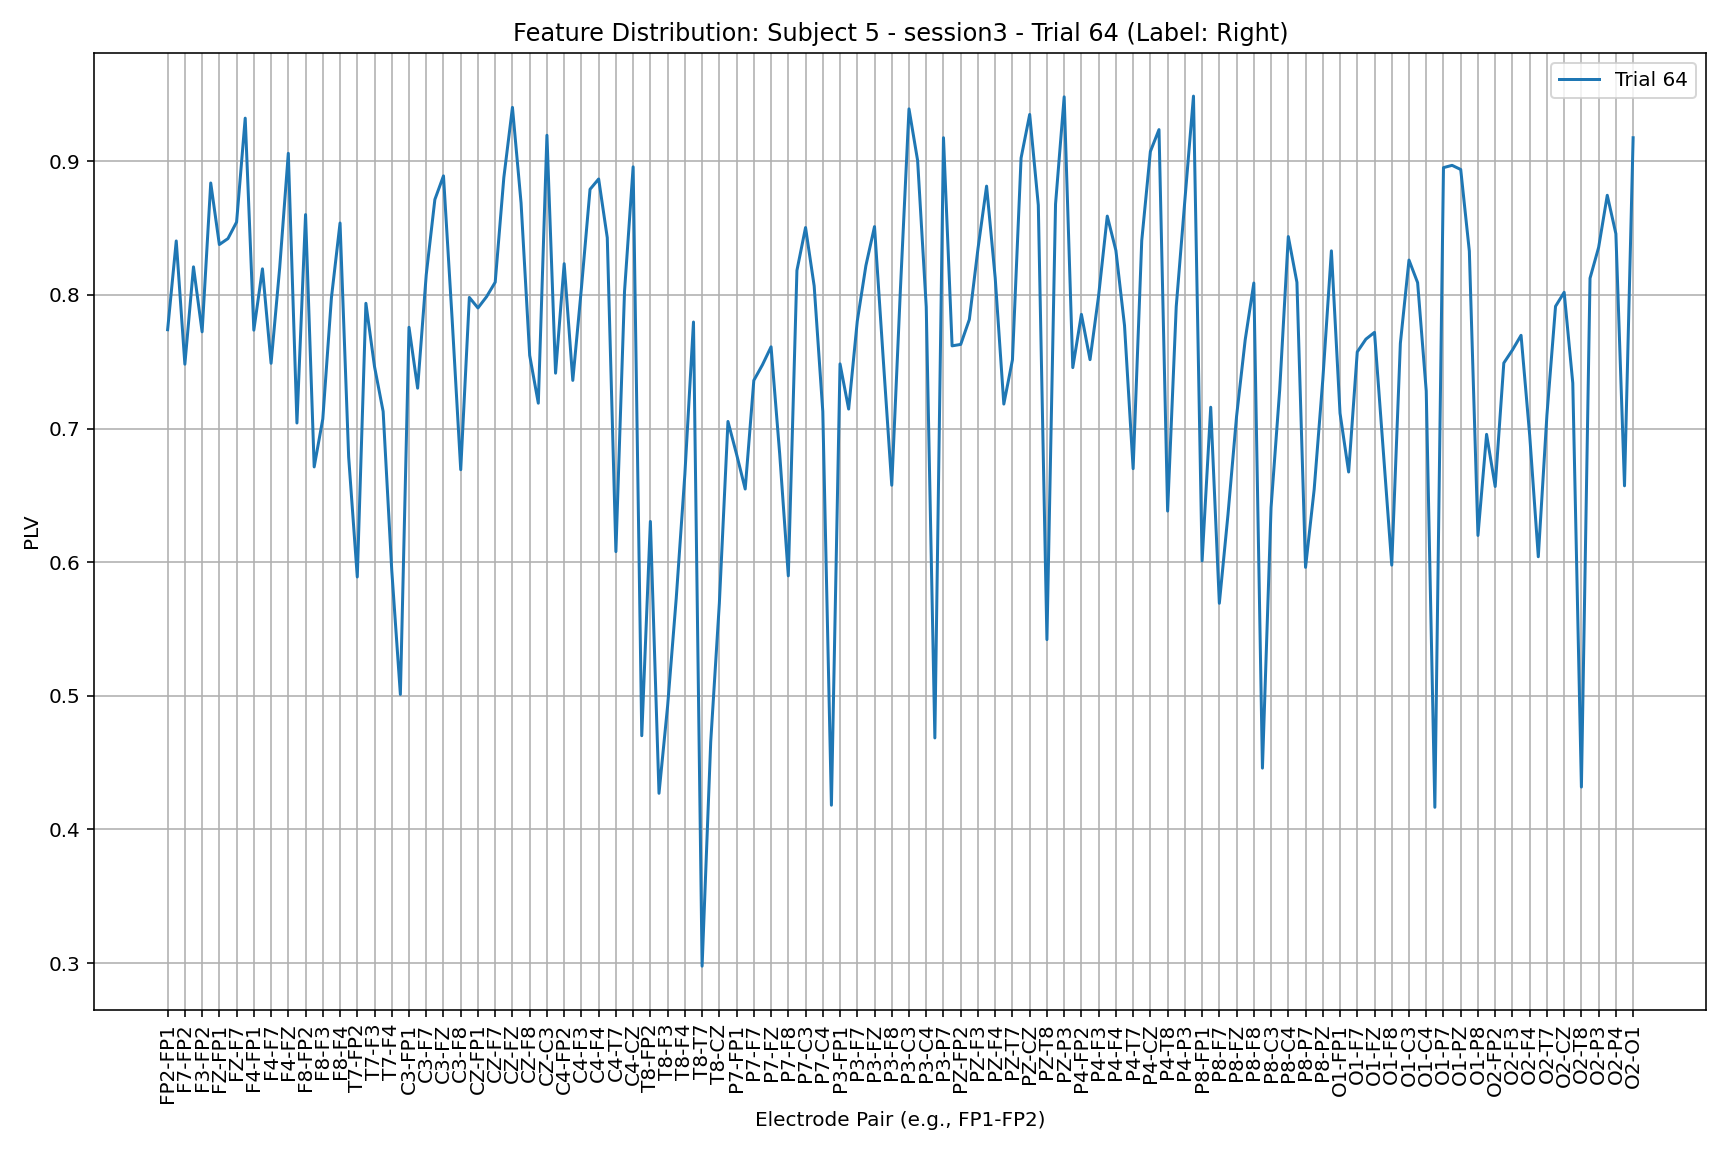 Feature Distribution: Subject 5 - session3 - Trial 64 (Label: Right)
Trial 64
0.9
0.8
0.7
0.6
0.5
0.4
0.3
PLV
FP2-FP1
F7-FP2
F3-FP2
FZ-FP1
FZ-F7
F4-FP1
F4-F7
F4-FZ
F8-FP2
F8-F3
F8-F4
T7-FP2
T7-F3
T7-F4
C3-FP1
C3-F7
C3-FZ
C3-F8
CZ-FP1
CZ-F7
CZ-FZ
CZ-F8
CZ-C3
C4-FP2
C4-F3
C4-F4
C4-T7
C4-CZ
T8-FP2
T8-F3
T8-F4
T8-T7
T8-CZ
P7-FP1
P7-F7
P7-FZ
P7-F8
P7-C3
P7-C4
P3-FP1
P3-F7
P3-FZ
P3-F8
P3-C3
P3-C4
P3-P7
PZ-FP2
PZ-F3
PZ-F4
PZ-T7
PZ-CZ
PZ-T8
PZ-P3
P4-FP2
P4-F3
P4-F4
P4-T7
P4-CZ
P4-T8
P4-P3
P8-FP1
P8-F7
P8-FZ
P8-F8
P8-C3
P8-C4
P8-P7
P8-PZ
O1-FP1
O1-F7
O1-FZ
O1-F8
O1-C3
O1-C4
O1-P7
O1-PZ
O1-P8
O2-FP2
O2-F3
O2-F4
O2-T7
O2-CZ
O2-T8
O2-P3
O2-P4
O2-O1
Electrode Pair (e.g., FP1-FP2)